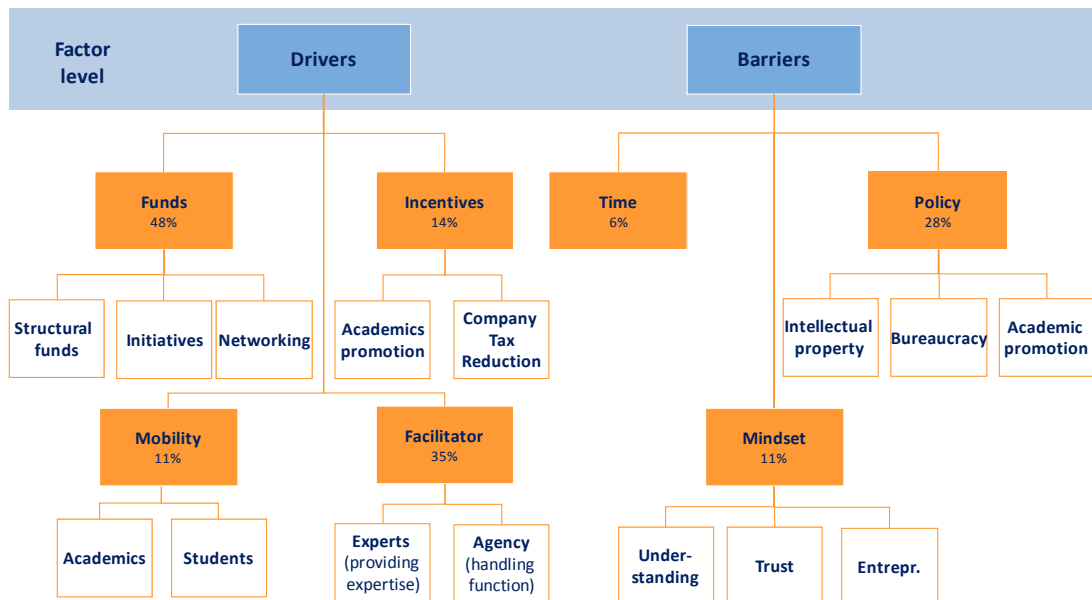 Factor
level
Drivers
Barriers
Funds
48%
Incentives
14%
Time
6%
Policy
28%
Structural
funds
Initiatives
Networking
Academics
promotion
Company
Tax
Reduction
Intellectual
property
Bureaucracy
Academic
promotion
Mobility
11%
Facilitator
35%
Mindset
11%
Academics
Students
Experts
(providing
expertise)
Agency
(handling
function)
Under-
standing
Trust
Entrepr.